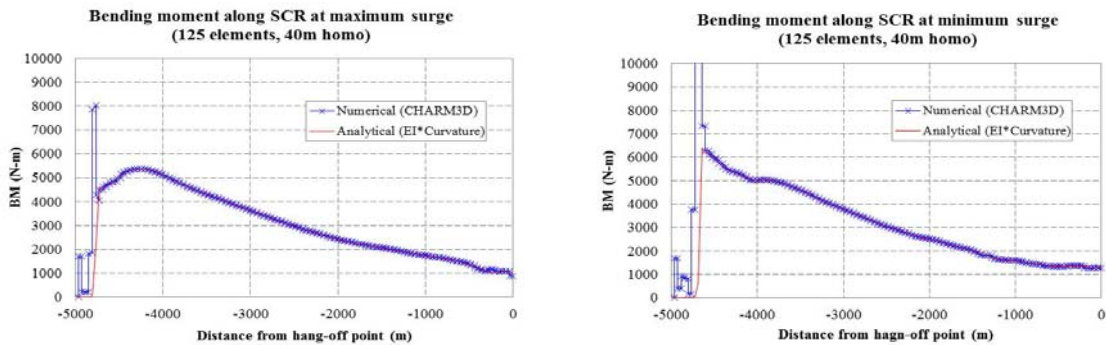 Bending moment along SCR at maximum surge
(125 elements, 40m homo)
10000
9000
8000
7000
6000
5000
4000
3000
2000
1000
0
BM (N-m)
Numerical (CHARM3D)
Analytical (EI*Curvature)
-5000 -4000 -3000 -2000 -1000 0
Distance from hang-off point (m)
Bending moment along SCR at minimum surge
(125 elements, 40m homo)
10000
9000
8000
7000
6000
5000
4000
3000
2000
1000
0
BM (N-m)
Numerical (CHARM3D)
Analytical (EI*Curvature)
-5000 -4000 -3000 -2000 -1000 0
Distance from hagn-off point (m)